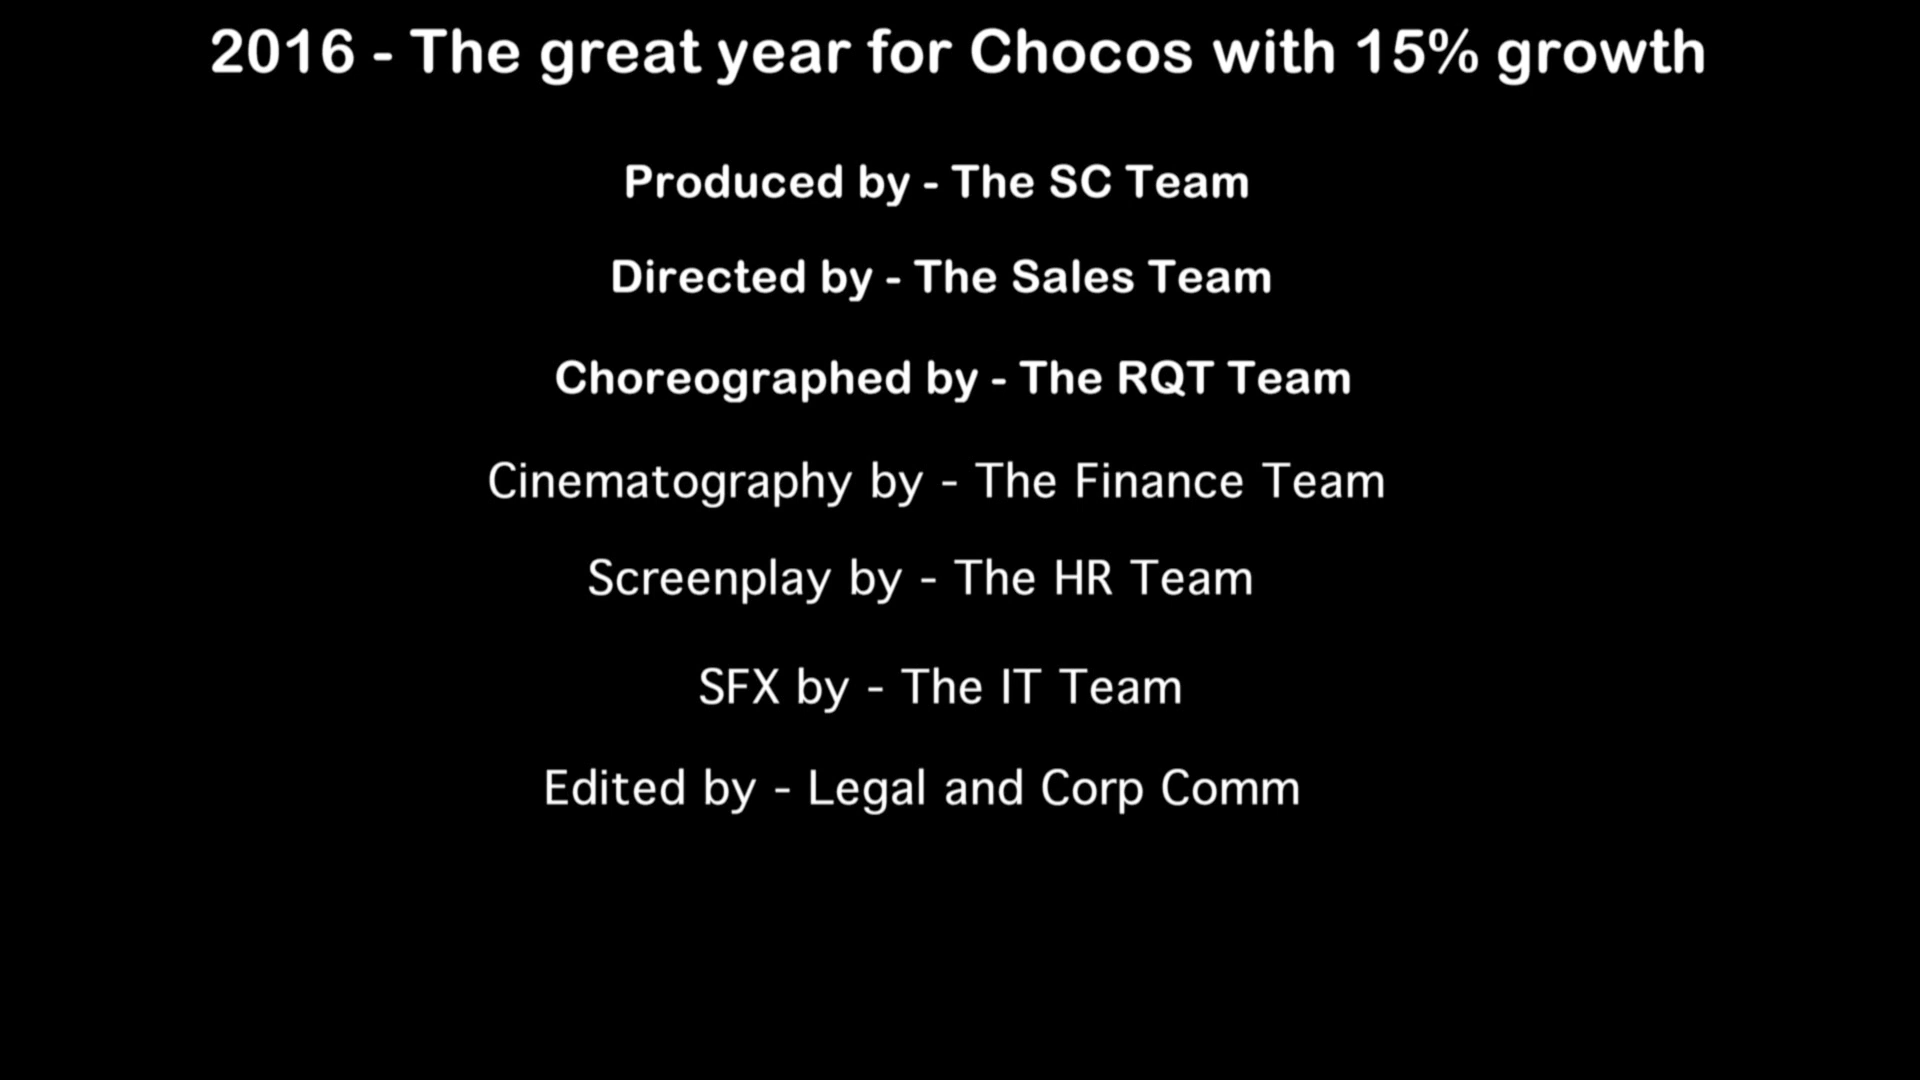 2016 - The great year for Chocos with 15% growth
Produced by - The SC Team
Directed by - The Sales Team
Choreographed by - The RQT Team
Cinematography by - The Finance Team
Screenplay by - The HR Team
SFX by - The IT Team
Edited by - Legal and Corp Comm